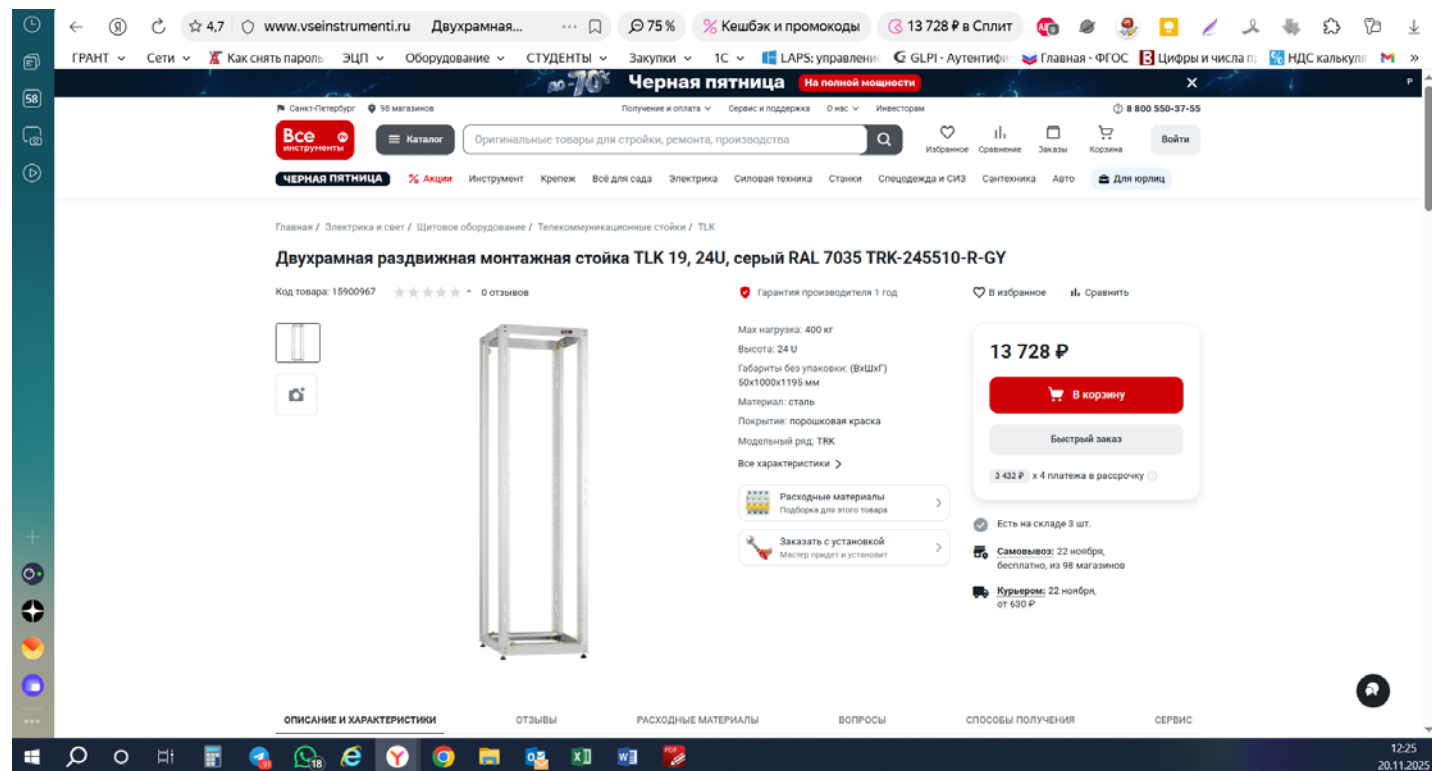 4,7 www.vseinstrumenti.ru Двухрамная... ... 75 % Кешбэк и промокоды 13 728 ₽ в Сплит
ГРАНТ Сети Как снять пароль ЭЦП Оборудование СТУДЕНТЫ Закупки 1С LAPS: управлени GLPI - Аутентифи Главная - ФГОС Цифры и числа п НДС калькуля »
58
по -70% Черная пятница На полной мощности X Р
Санкт-Петербург 98 магазинов Получение и оплата Сервис и поддержка О нас Инвесторам 8 800 550-37-55
Все инструменты Каталог Оригинальные товары для стройки, ремонта, производства Избранное Сравнение Заказы Корзина Войти
ЧЕРНАЯ ПЯТНИЦА % Акции Инструмент Крепеж Всё для сада Электрика Силовая техника Станки Спецодежда и СИЗ Сантехника Авто Для юрлиц
Главная / Электрика и свет / Щитовое оборудование / Телекоммуникационные стойки / TLK
Двухрамная раздвижная монтажная стойка TLK 19, 24U, серый RAL 7035 TRK-245510-R-GY
Код товара: 15900967 0 отзывов Гарантия производителя 1 год В избранное Сравнить
Max нагрузка: 400 кг
Высота: 24 U
Габариты без упаковки: (ВхШхГ)
50x1000x1195 мм
Материал: сталь
Покрытие: порошковая краска
Модельный ряд: TRK
Все характеристики
Расходные материалы
Подборка для этого товара
Заказать с установкой
Мастер придет и установит
13 728 ₽
В корзину
Быстрый заказ
3 432 ₽ х 4 платежа в рассрочку
Есть на складе 3 шт.
Самовывоз: 22 ноября,
бесплатно, из 98 магазинов
Курьером: 22 ноября,
от 630 ₽
ОПИСАНИЕ И ХАРАКТЕРИСТИКИ ОТЗЫВЫ РАСХОДНЫЕ МАТЕРИАЛЫ ВОПРОСЫ СПОСОБЫ ПОЛУЧЕНИЯ СЕРВИС
18
PDF
12:25
20.11.2025